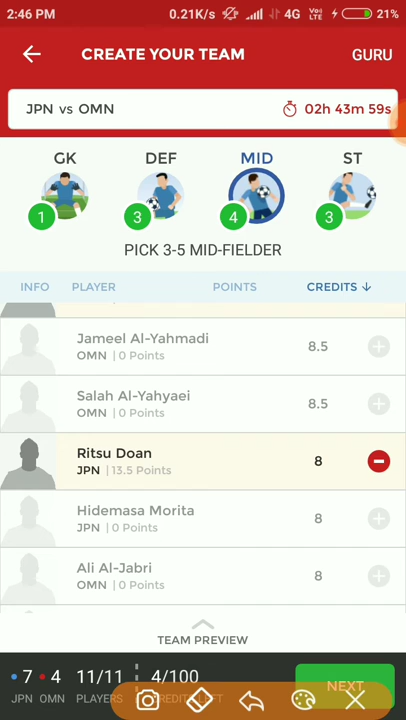 2:46 PM 0.21K/s 4G VoLTE 21%
CREATE YOUR TEAM GURU
JPN vs OMN 02h 43m 59s
GK DEF MID ST
1 3 4 3
PICK 3-5 MID-FIELDER
INFO PLAYER POINTS CREDITS ↓
Jameel Al-Yahmadi
OMN | 0 Points 8.5 +
Salah Al-Yahyaei
OMN | 0 Points 8.5 +
Ritsu Doan
JPN | 13.5 Points 8 −
Hidemasa Morita
JPN | 0 Points 8 +
Ali Al-Jabri
OMN | 0 Points 8 +
TEAM PREVIEW
7 4 11/11 4/100 NEXT
JPN OMN PLAYERS CREDITS LEFT